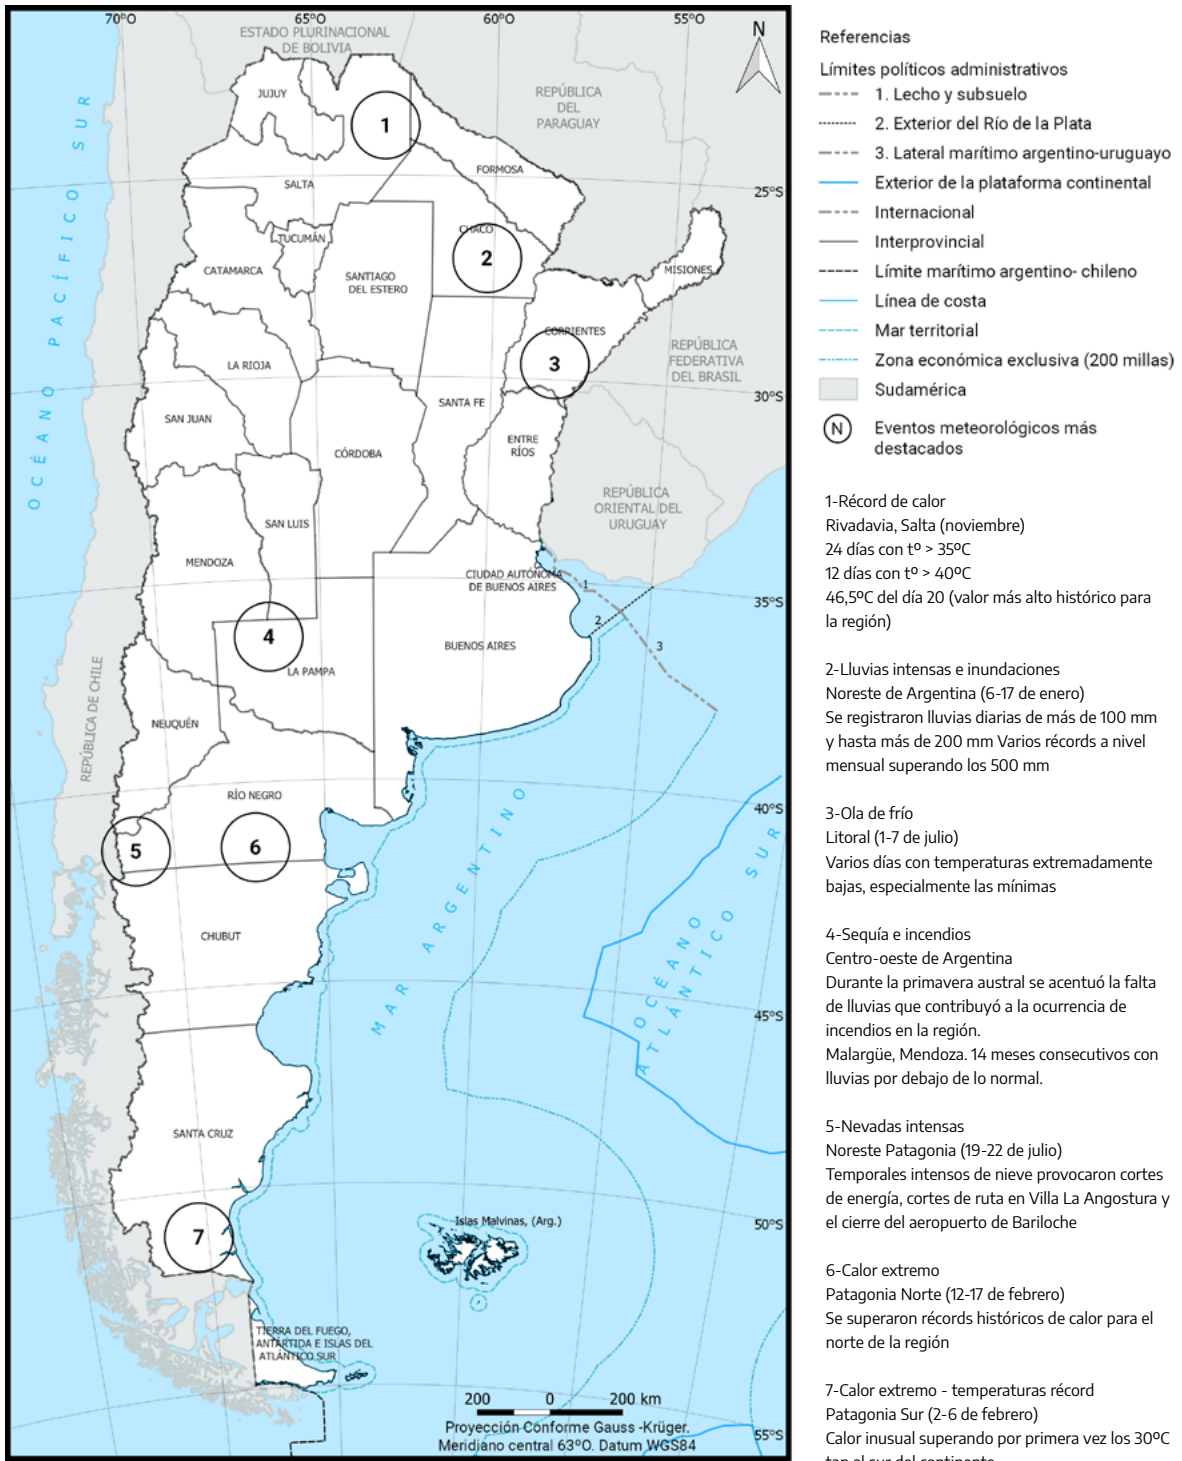 70ºO
65ºO
60ºO
55ºO
N
ESTADO PLURINACIONAL
DE BOLIVIA
JUJUY
1
REPÚBLICA
DEL
PARAGUAY
FORMOSA
SALTA
25ºS
CHACO
TUCUMÁN
2
CATAMARCA
SANTIAGO
DEL ESTERO
MISIONES
OCÉANO PACÍFICO SUR
CORRIENTES
REPÚBLICA
FEDERATIVA
DEL BRASIL
3
LA RIOJA
30ºS
SANTA FE
SAN JUAN
ENTRE
RÍOS
CÓRDOBA
REPÚBLICA
ORIENTAL DEL
URUGUAY
SAN LUIS
MENDOZA
CIUDAD AUTÓNOMA
DE BUENOS AIRES
1
35ºS
2
4
BUENOS AIRES
3
LA PAMPA
REPÚBLICA DE CHILE
NEUQUÉN
RÍO NEGRO
40ºS
5
6
MAR ARGENTINO
OCÉANO
ATLÁNTICO SUR
CHUBUT
45ºS
SANTA CRUZ
7
Islas Malvinas, (Arg.)
50ºS
TIERRA DEL FUEGO,
ANTÁRTIDA E ISLAS DEL
ATLÁNTICO SUR
200 0 200 km
Proyección Conforme Gauss -Krüger.
Meridiano central 63ºO. Datum WGS84
55ºS
Referencias
Límites políticos administrativos
1. Lecho y subsuelo
2. Exterior del Río de la Plata
3. Lateral marítimo argentino-uruguayo
Exterior de la plataforma continental
Internacional
Interprovincial
Límite marítimo argentino- chileno
Línea de costa
Mar territorial
Zona económica exclusiva (200 millas)
Sudamérica
N Eventos meteorológicos más
destacados
1-Récord de calor
Rivadavia, Salta (noviembre)
24 días con tº > 35ºC
12 días con tº > 40ºC
46,5ºC del día 20 (valor más alto histórico para
la región)
2-Lluvias intensas e inundaciones
Noreste de Argentina (6-17 de enero)
Se registraron lluvias diarias de más de 100 mm
y hasta más de 200 mm Varios récords a nivel
mensual superando los 500 mm
3-Ola de frío
Litoral (1-7 de julio)
Varios días con temperaturas extremadamente
bajas, especialmente las mínimas
4-Sequía e incendios
Centro-oeste de Argentina
Durante la primavera austral se acentuó la falta
de lluvias que contribuyó a la ocurrencia de
incendios en la región.
Malargüe, Mendoza. 14 meses consecutivos con
lluvias por debajo de lo normal.
5-Nevadas intensas
Noreste Patagonia (19-22 de julio)
Temporales intensos de nieve provocaron cortes
de energía, cortes de ruta en Villa La Angostura y
el cierre del aeropuerto de Bariloche
6-Calor extremo
Patagonia Norte (12-17 de febrero)
Se superaron récords históricos de calor para el
norte de la región
7-Calor extremo - temperaturas récord
Patagonia Sur (2-6 de febrero)
Calor inusual superando por primera vez los 30ºC
tan al sur del continente